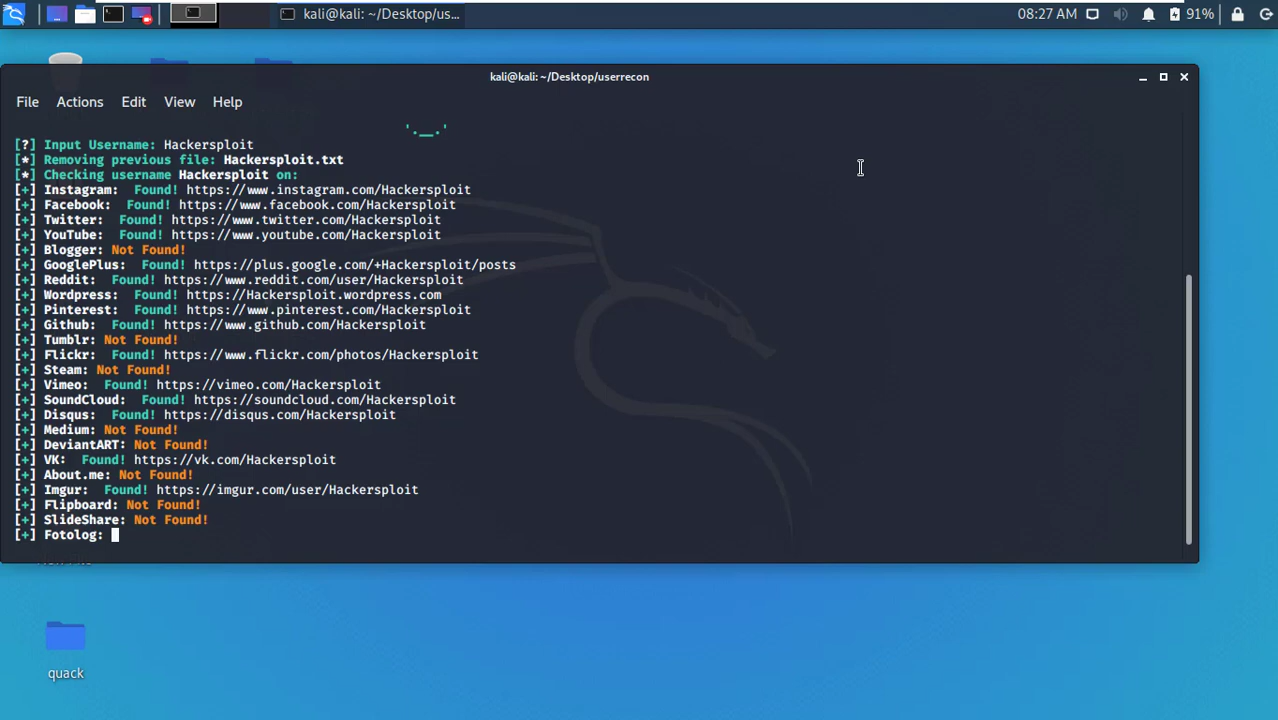 kali@kali: ~/Desktop/us...
08:27 AM
91%
kali@kali: ~/Desktop/userrecon
File Actions Edit View Help
'.__.'
[?] Input Username: Hackersploit
[*] Removing previous file: Hackersploit.txt
[*] Checking username Hackersploit on:
[+] Instagram:  Found! https://www.instagram.com/Hackersploit
[+] Facebook:  Found! https://www.facebook.com/Hackersploit
[+] Twitter:  Found! https://www.twitter.com/Hackersploit
[+] YouTube:  Found! https://www.youtube.com/Hackersploit
[+] Blogger: Not Found!
[+] GooglePlus:  Found! https://plus.google.com/+Hackersploit/posts
[+] Reddit:  Found! https://www.reddit.com/user/Hackersploit
[+] Wordpress:  Found! https://Hackersploit.wordpress.com
[+] Pinterest:  Found! https://www.pinterest.com/Hackersploit
[+] Github:  Found! https://www.github.com/Hackersploit
[+] Tumblr: Not Found!
[+] Flickr:  Found! https://www.flickr.com/photos/Hackersploit
[+] Steam: Not Found!
[+] Vimeo:  Found! https://vimeo.com/Hackersploit
[+] SoundCloud:  Found! https://soundcloud.com/Hackersploit
[+] Disqus:  Found! https://disqus.com/Hackersploit
[+] Medium: Not Found!
[+] DeviantART: Not Found!
[+] VK:  Found! https://vk.com/Hackersploit
[+] About.me: Not Found!
[+] Imgur:  Found! https://imgur.com/user/Hackersploit
[+] Flipboard: Not Found!
[+] SlideShare: Not Found!
[+] Fotolog:
quack